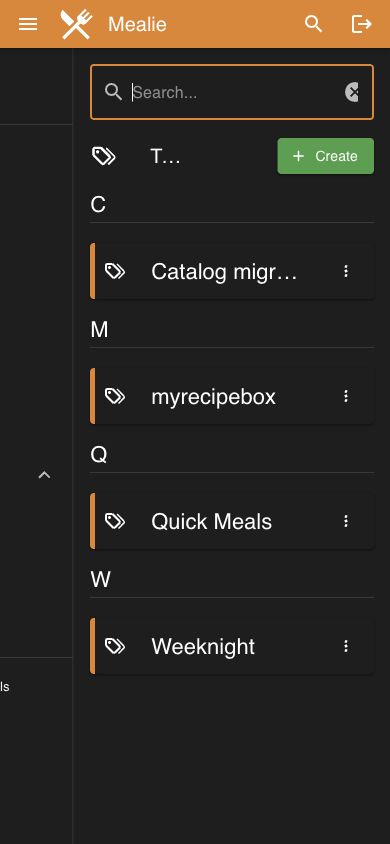 Mealie
Search...
T...
Create
C
Catalog migr...
M
myrecipebox
Q
Quick Meals
W
Weeknight
ls